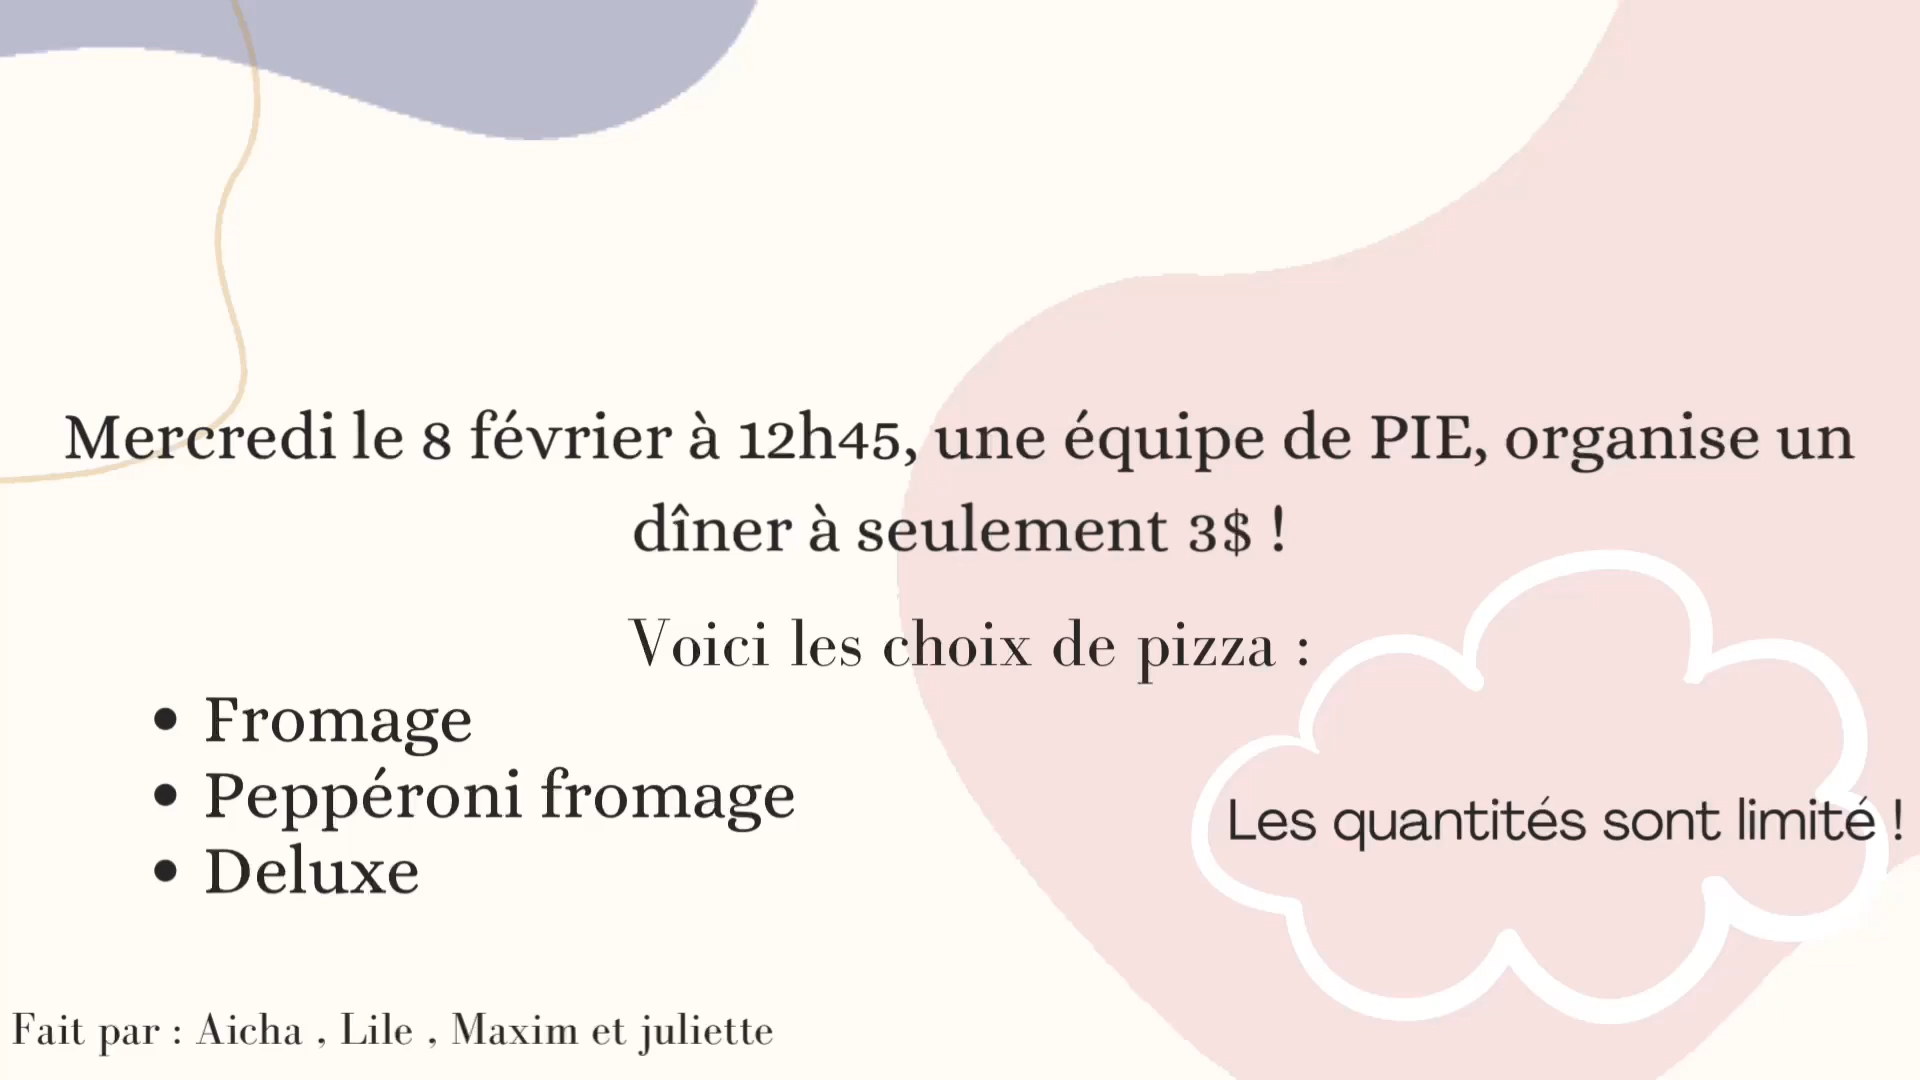 Mercredi le 8 février à 12h45, une équipe de PIE, organise un
dîner à seulement 3$ !
Voici les choix de pizza :
• Fromage
• Peppéroni fromage
• Deluxe
Les quantités sont limité !
Fait par : Aicha , Lile , Maxim et juliette